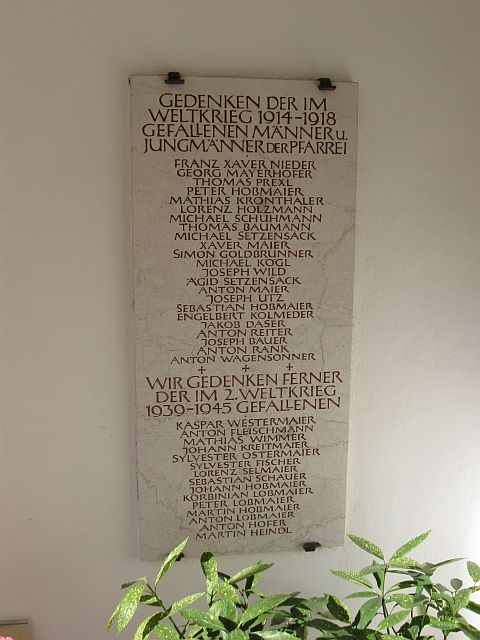 GEDENKEN DER IM
WELTKRIEG 1914-1918
GEFALLENEN MÄNNER u.
JUNGMÄNNER DER PFARREI
FRANZ XAVER NIEDER
GEORG MAYERHOFER
THOMAS PREXL
PETER HOBMAIER
MATHIAS KRONTHALER
LORENZ HOLZMANN
MICHAEL SCHUHMANN
THOMAS BAUMANN
MICHAEL SETZENSACK
XAVER MAIER
SIMON GOLDBRUNNER
MICHAEL KOGL
JOSEPH WILD
ÄGID SETZENSACK
ANTON MAIER
JOSEPH UTZ
SEBASTIAN HOBMAIER
ENGELBERT KOLMEDER
JAKOB DASER
ANTON REITER
JOSEPH BAUER
ANTON RANK
ANTON WAGENSONNER
+ + +
WIR GEDENKEN FERNER
DER IM 2. WELTKRIEG
1939-1945 GEFALLENEN
KASPAR WESTERMAIER
ANTON FLEISCHMANN
MATHIAS WIMMER
JOHANN KREITMAIER
SYLVESTER OSTERMAIER
SYLVESTER FISCHER
LORENZ SELMAIER
SEBASTIAN SCHAUER
JOHANN HOBMAIER
KORBINIAN LOBMAIER
PETER LOBMAIER
MARTIN HOBMAIER
ANTON LOBMAIER
ANTON HOFER
MARTIN HEINDL